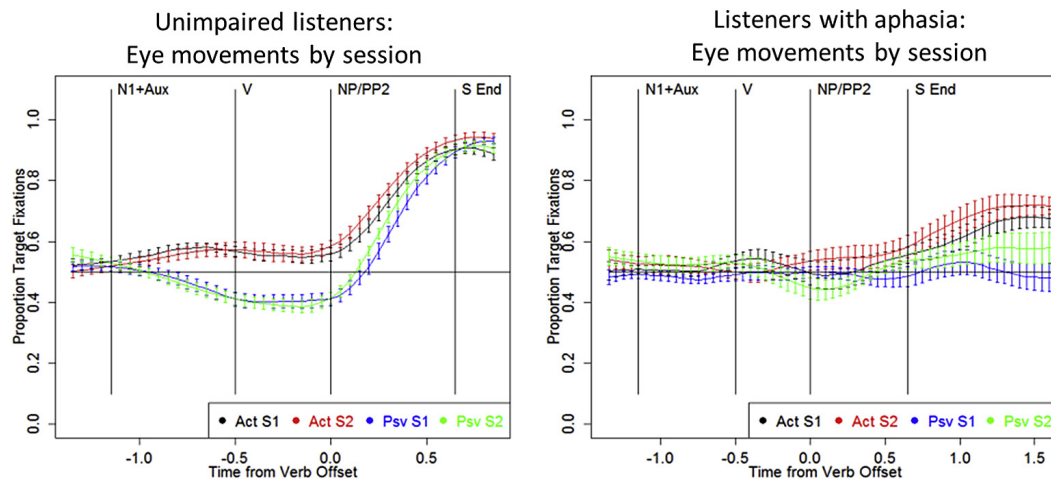 Unimpaired listeners:
Eye movements by session
N1+Aux V NP/PP2 S End
Proportion Target Fixations
1.0
0.8
0.6
0.4
0.2
0.0
Act S1 Act S2 Psv S1 Psv S2
-1.0 -0.5 0.0 0.5
Time from Verb Offset
Listeners with aphasia:
Eye movements by session
N1+Aux V NP/PP2 S End
Proportion Target Fixations
1.0
0.8
0.6
0.4
0.2
0.0
Act S1 Act S2 Psv S1 Psv S2
-1.0 -0.5 0.0 0.5 1.0 1.5
Time from Verb Offset